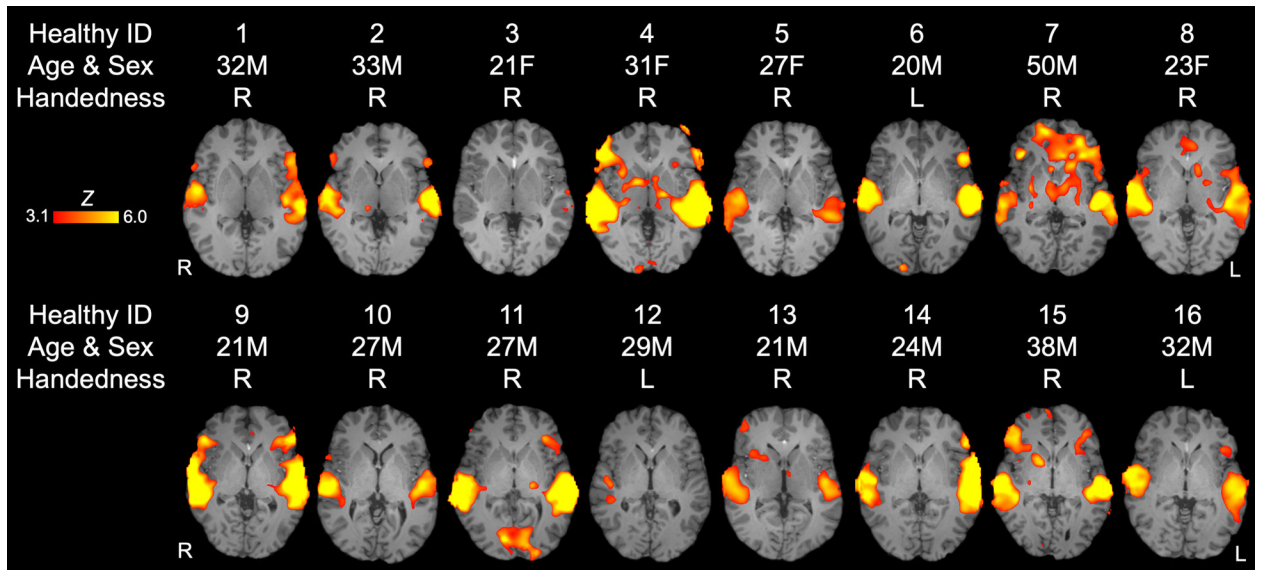 Healthy ID 1 2 3 4 5 6 7 8
Age & Sex 32M 33M 21F 31F 27F 20M 50M 23F
Handedness R R R R R L R R
Z
3.1 6.0
R L
Healthy ID 9 10 11 12 13 14 15 16
Age & Sex 21M 27M 27M 29M 21M 24M 38M 32M
Handedness R R R L R R R L
R L